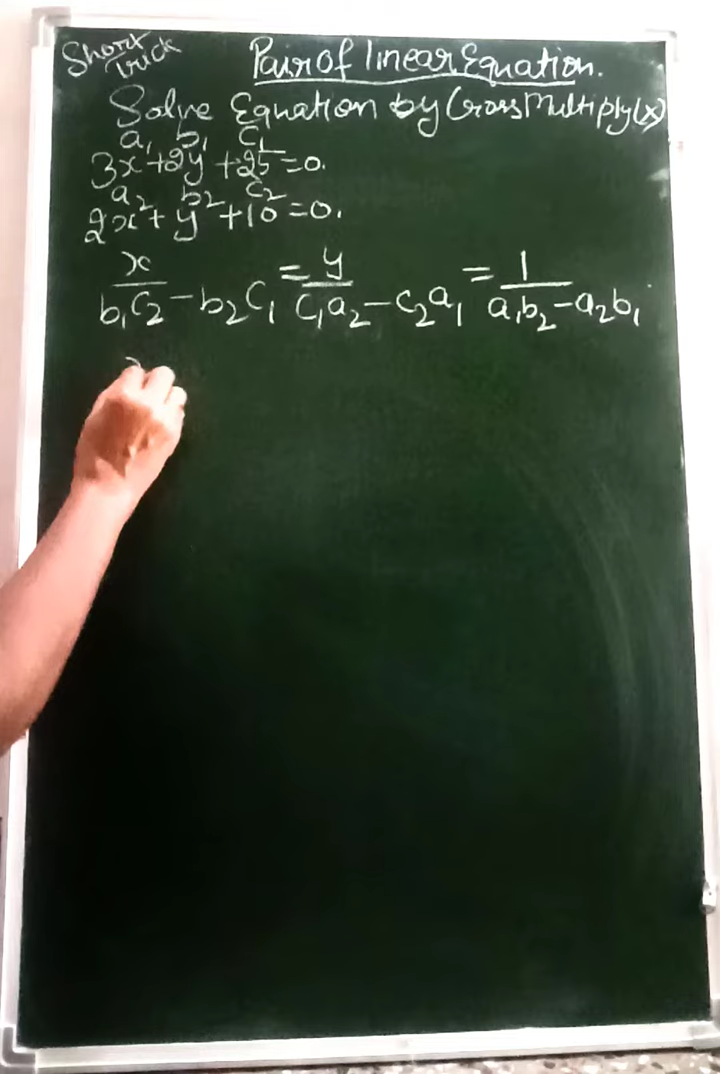 Short Trick
Pair of linear Equation.
Solve Equation by Cross Multiply (x)
a₁ b₁ c₁
3x+2y+25=0.
a₂ b₂ c₂
2x+y+10=0.
x/(b₁c₂-b₂c₁) = y/(c₁a₂-c₂a₁) = 1/(a₁b₂-a₂b₁)